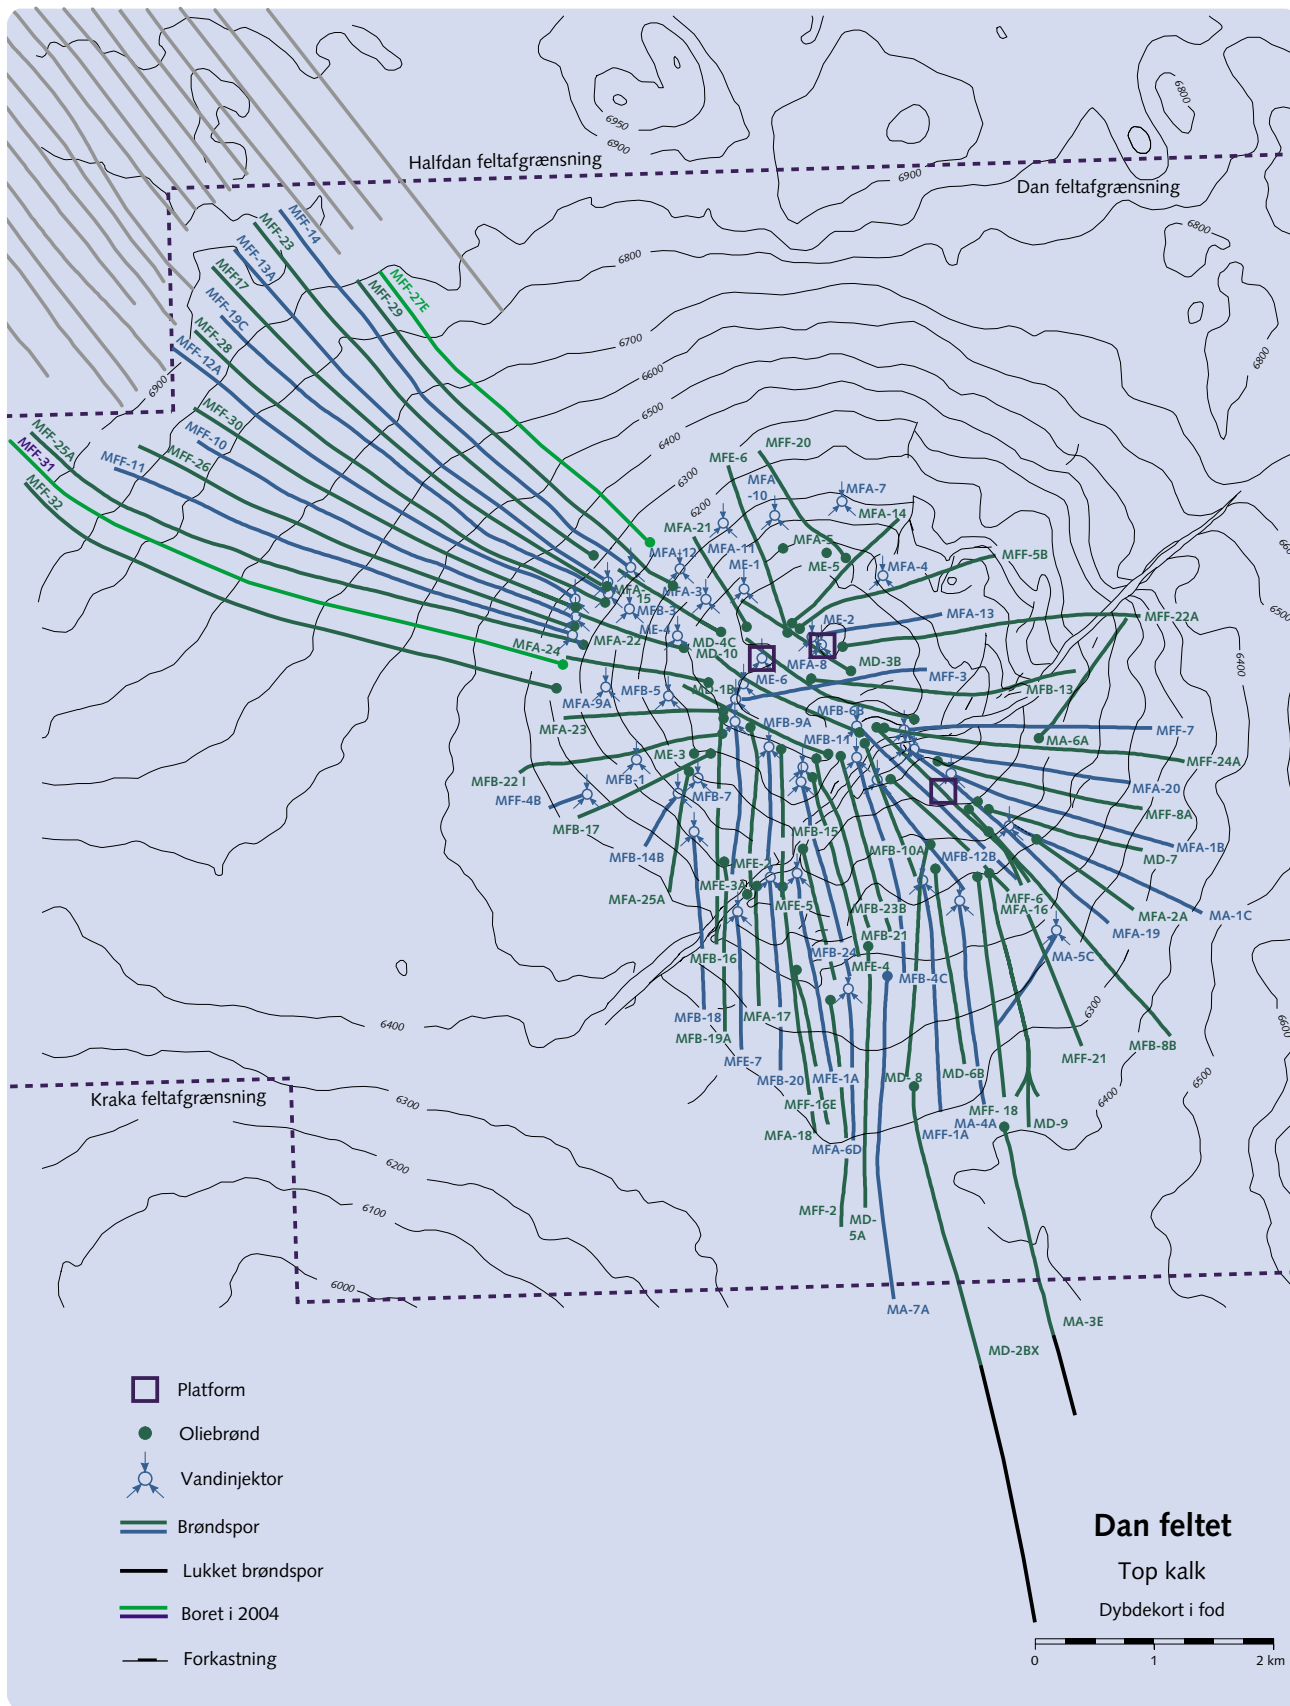 6950
6900
6800
Halfdan feltafgrænsning
6900
Dan feltafgrænsning
MFF-14
MFF-23
MFF-13A
6800
6800
MFF17
MFF-27E
MFF-29
MFF-19C
MFF-28
6700
MFF-12A
6800
6600
6900
6500
MFF-30
MFF-25A
MFF-10
6400
MFF-20
MFF-31
MFF-11
MFF-26
MFE-6
6300
MFA
-10
MFA-7
MFF-32
6200
MFA-14
MFA-21
MFA-5
MFA-12
MFA-11
MFF-5B
ME-1
ME-5
MFA-4
MFA-
15
MFA-3
MFB-3
6500
MFA-13
MFF-22A
ME-2
ME-4
MFA-22
MD-4C
MFA-24
MD-10
MFA-8
MD-3B
6400
ME-6
MFF-3
MD-1B
MFB-5
MFB-13
MFA-9A
MFB-6B
MFA-23
MFB-9A
MFF-7
MFB-11
MA-6A
ME-3
MFF-24A
MFB-22 I
MFB-1
MFA-20
MFF-4B
MFB-7
MFF-8A
MFB-17
MFB-15
MFA-1B
MFB-14B
MFB-10A
MFB-12B
MD-7
MFE-2
MFE-3A
MFA-25A
MFF-6
MFE-5
MFB-23B
MFA-16
MFA-2A
MA-1C
MFA-19
MFB-21
MFB-16
MFB-24
MA-5C
MFE-4
MFB-4C
6300
MFB-18
MFA-17
6400
MFB-19A
MFF-21
MFB-8B
MFE-7
6600
MFB-20
MFE-1A
MD- 8
MD-6B
6500
Kraka feltafgrænsning
6300
MFF-16E
6400
MFF- 18
MA-4A
MD-9
MFA-18
MFF-1A
MFA-6D
6200
6100
MFF-2
MD-
5A
6000
MA-7A
MA-3E
MD-2BX
Platform
Oliebrønd
Vandinjektor
Brøndspor
Lukket brøndspor
Boret i 2004
Forkastning
Dan feltet
Top kalk
Dybdekort i fod
0
1
2 km